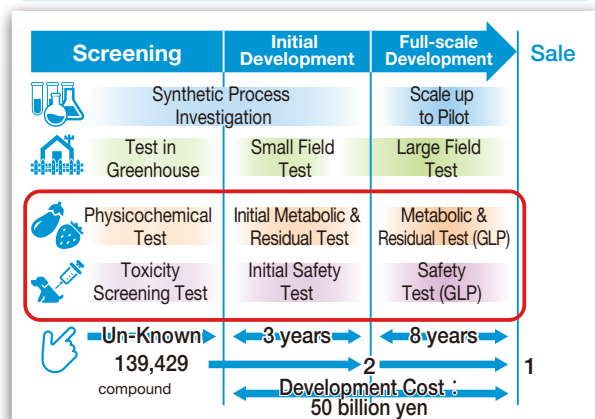 Screening
Initial
Development
Full-scale
Development
Sale
Synthetic Process
Investigation
Scale up
to Pilot
Test in
Greenhouse
Small Field
Test
Large Field
Test
Physicochemical
Test
Initial Metabolic &
Residual Test
Metabolic &
Residual Test (GLP)
Toxicity
Screening Test
Initial Safety
Test
Safety
Test (GLP)
Un-Known
3 years
8 years
139,429
2
1
compound
Development Cost :
50 billion yen